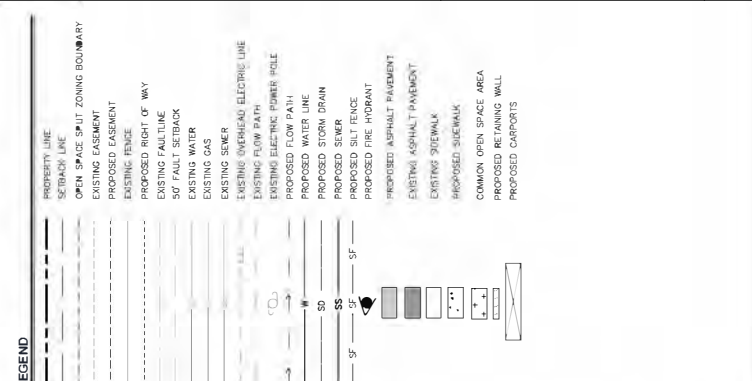 EGEND
PROPERTY LINE
SETBACK LINE
OPEN SPACE SPLIT ZONING BOUNDARY
EXISTING EASEMENT
PROPOSED EASEMENT
EXISTING FENCE
PROPOSED RIGHT OF WAY
EXISTING FAULTLINE
50' FAULT SETBACK
EXISTING WATER
EXISTING GAS
EXISTING SEWER
EXISTING OVERHEAD ELECTRIC LINE
EXISTING FLOW PATH
EXISTING ELECTRIC POWER POLE
PROPOSED FLOW PATH
W PROPOSED WATER LINE
SD PROPOSED STORM DRAIN
SS PROPOSED SEWER
SF SF SF PROPOSED SILT FENCE
PROPOSED FIRE HYDRANT
PROPOSED ASPHALT PAVEMENT
EXISTING ASPHALT PAVEMENT
EXISTING SIDEWALK
PROPOSED SIDEWALK
COMMON OPEN SPACE AREA
PROPOSED RETAINING WALL
PROPOSED CARPORTS